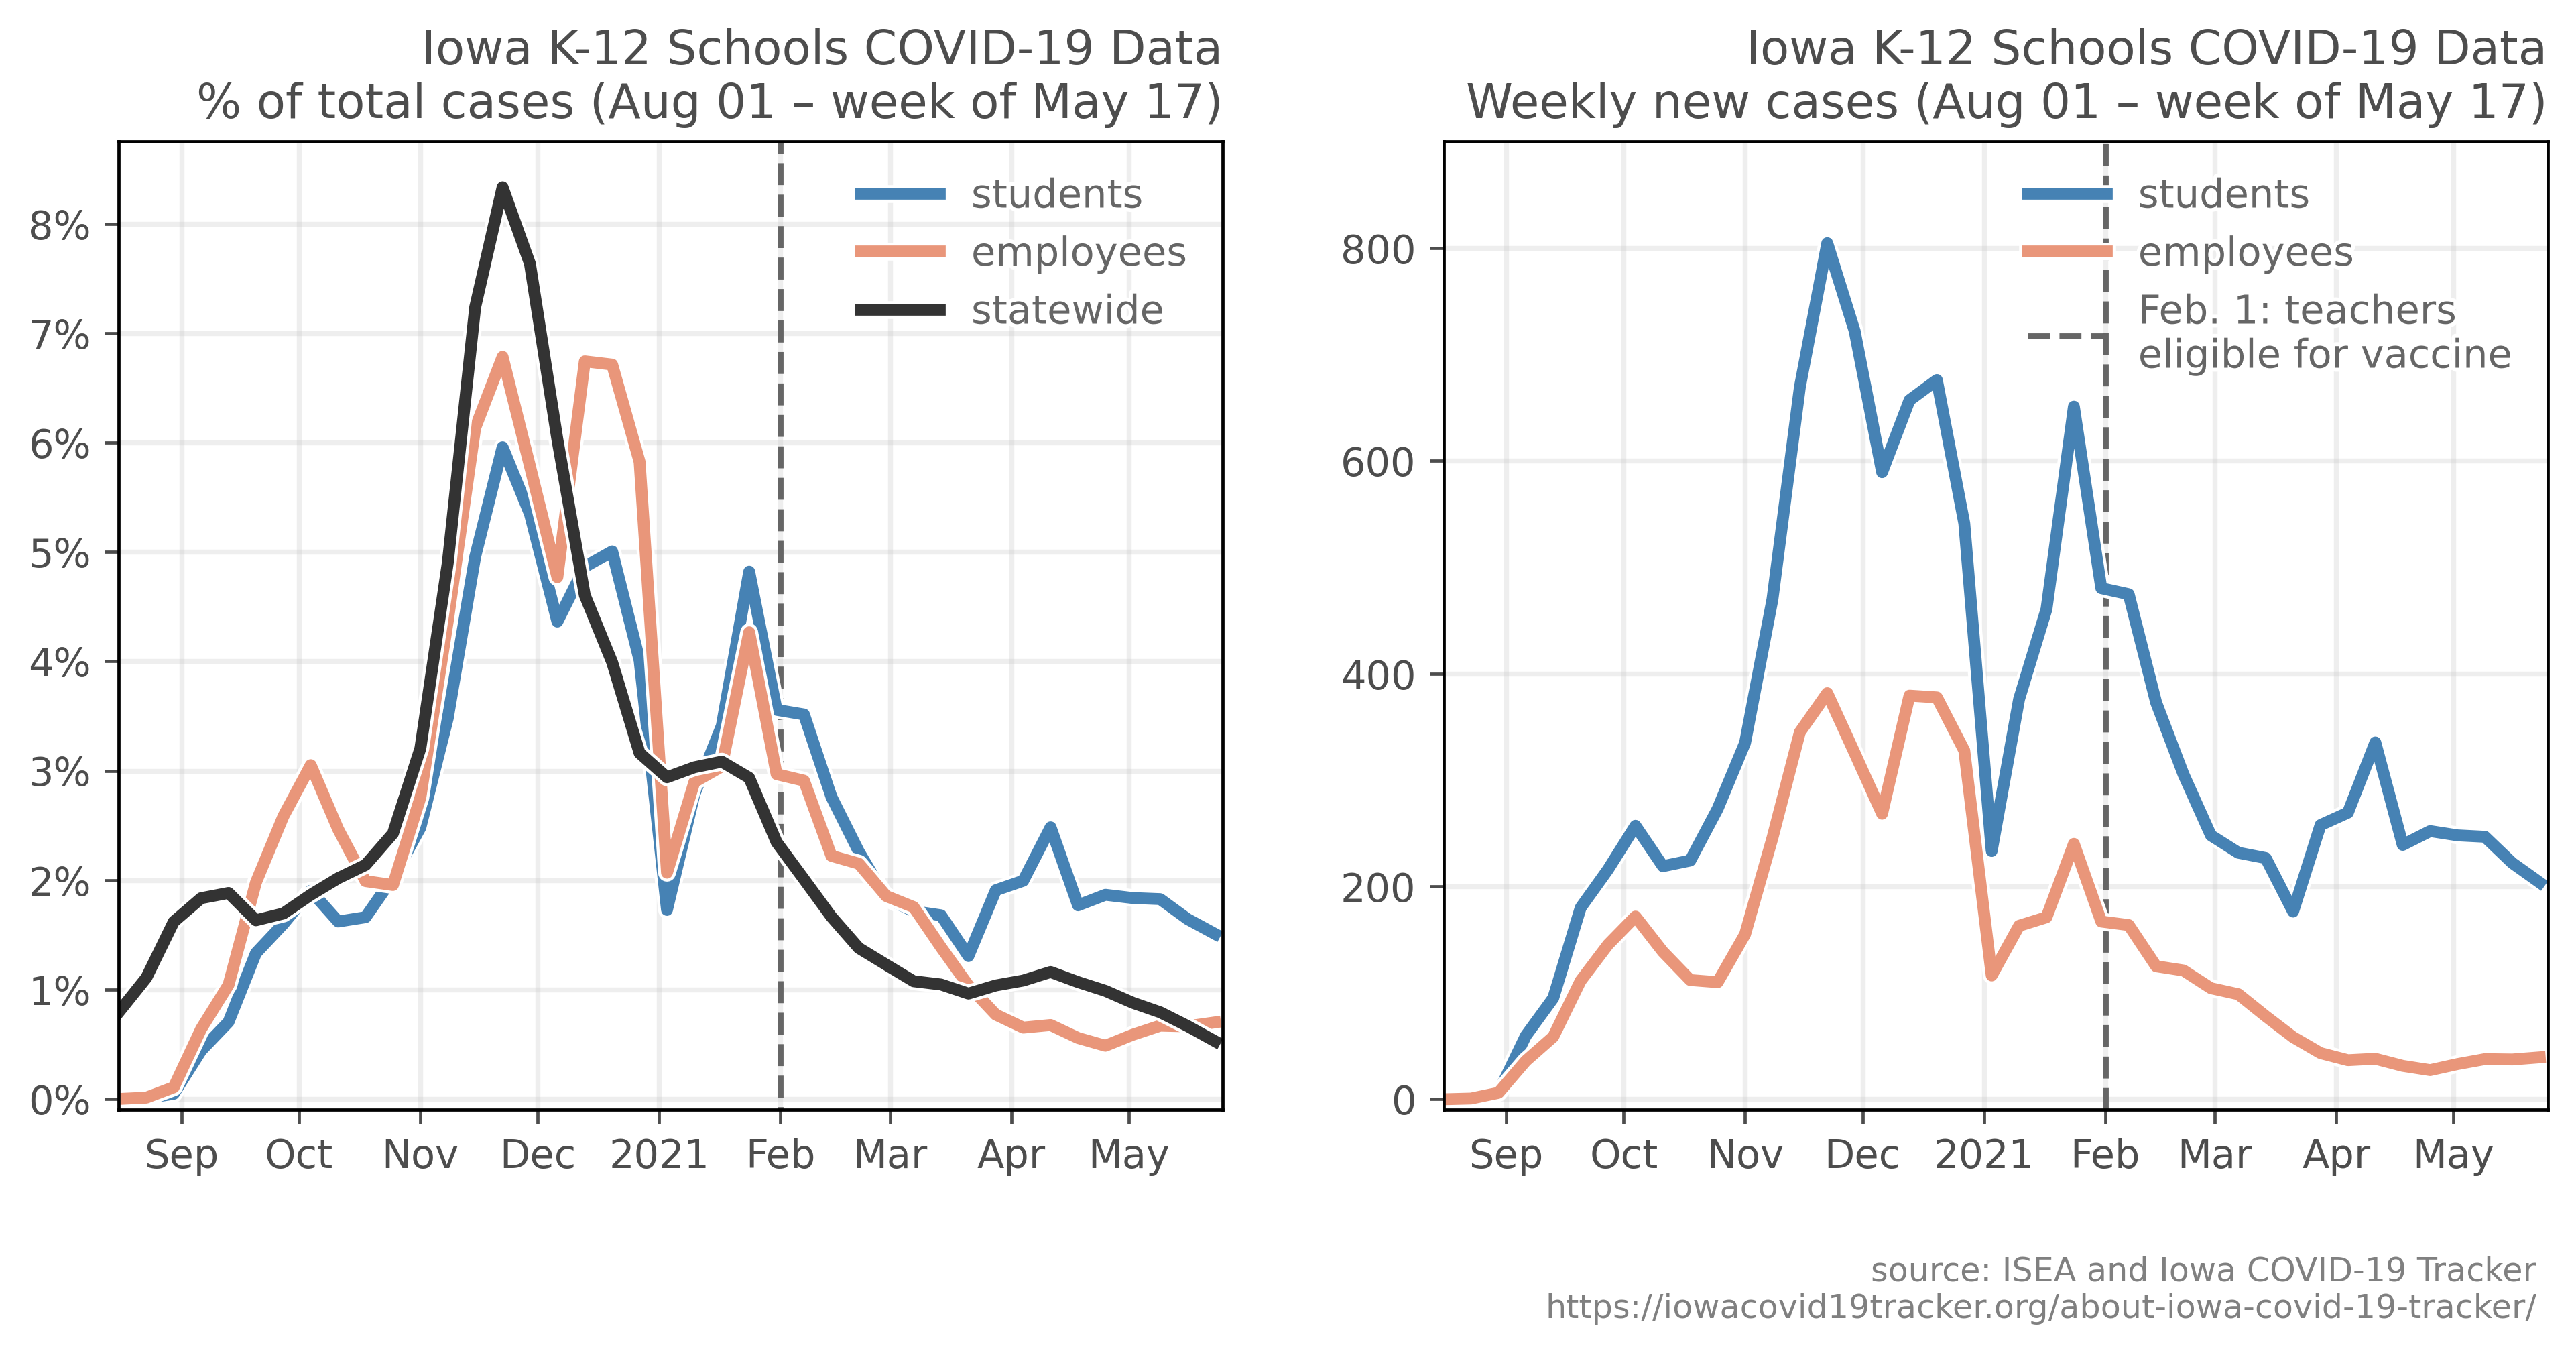 Iowa K-12 Schools COVID-19 Data
% of total cases (Aug 01 – week of May 17)
8%
7%
6%
5%
4%
3%
2%
1%
0%
Sep Oct Nov Dec 2021 Feb Mar Apr May
students
employees
statewide
Iowa K-12 Schools COVID-19 Data
Weekly new cases (Aug 01 – week of May 17)
800
600
400
200
0
Sep Oct Nov Dec 2021 Feb Mar Apr May
students
employees
Feb. 1: teachers
eligible for vaccine
source: ISEA and Iowa COVID-19 Tracker
https://iowacovid19tracker.org/about-iowa-covid-19-tracker/